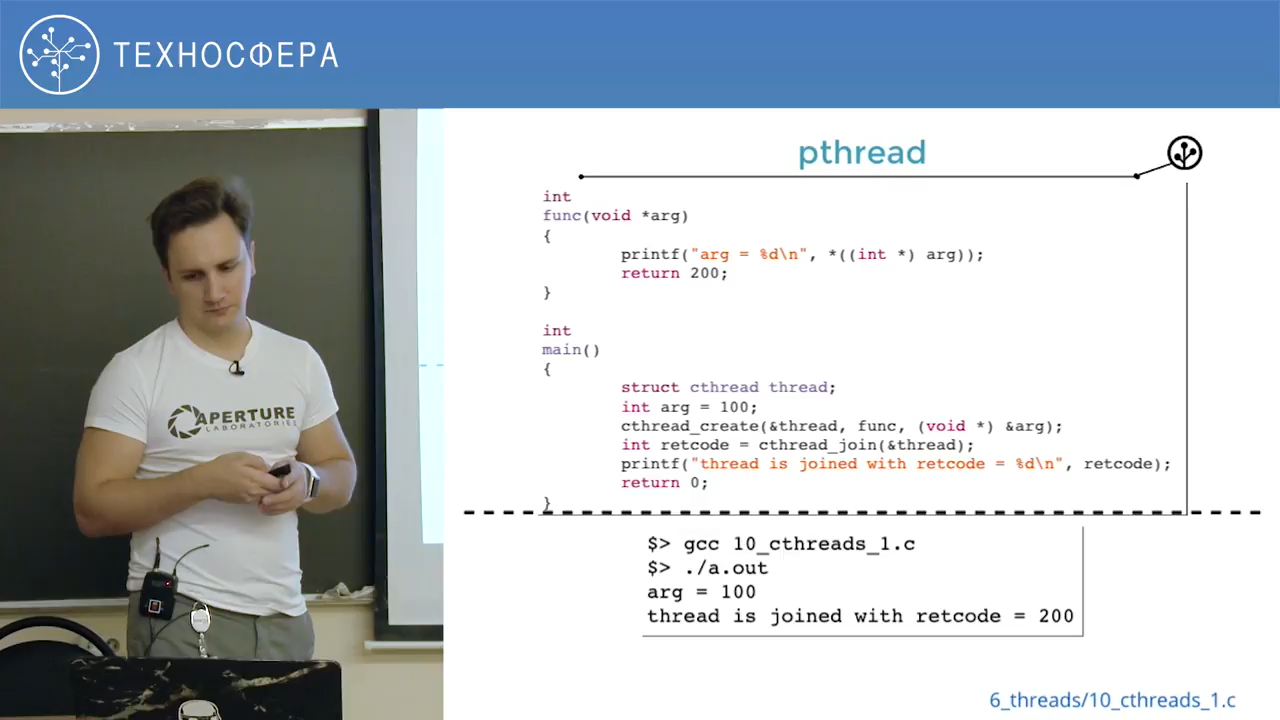 ТЕХНОСФЕРА
APERTURE
LABORATORIES
pthread
int
func(void *arg)
{
printf("arg = %d\n", *((int *) arg));
return 200;
}
int
main()
{
struct cthread thread;
int arg = 100;
cthread_create(&thread, func, (void *) &arg);
int retcode = cthread_join(&thread);
printf("thread is joined with retcode = %d\n", retcode);
return 0;
}
$> gcc 10_cthreads_1.c
$> ./a.out
arg = 100
thread is joined with retcode = 200
6_threads/10_cthreads_1.c